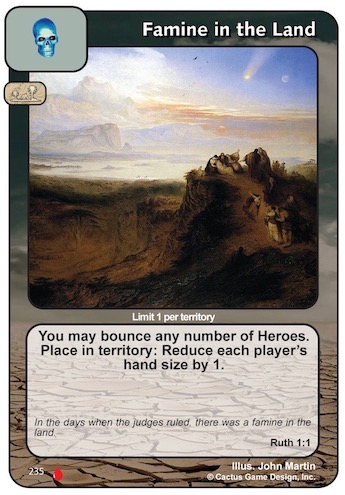 Famine in the Land
Limit 1 per territory
You may bounce any number of Heroes.
Place in territory: Reduce each player's
hand size by 1.
In the days when the judges ruled, there was a famine in the
land.
Ruth 1:1
Illus. John Martin
235
© Cactus Game Design, Inc.